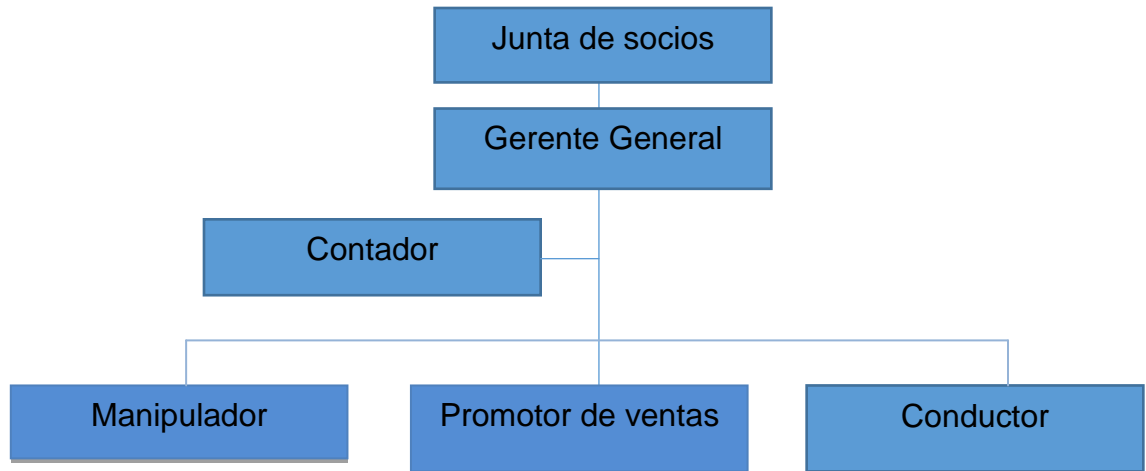 Junta de socios
Gerente General
Contador
Manipulador
Promotor de ventas
Conductor